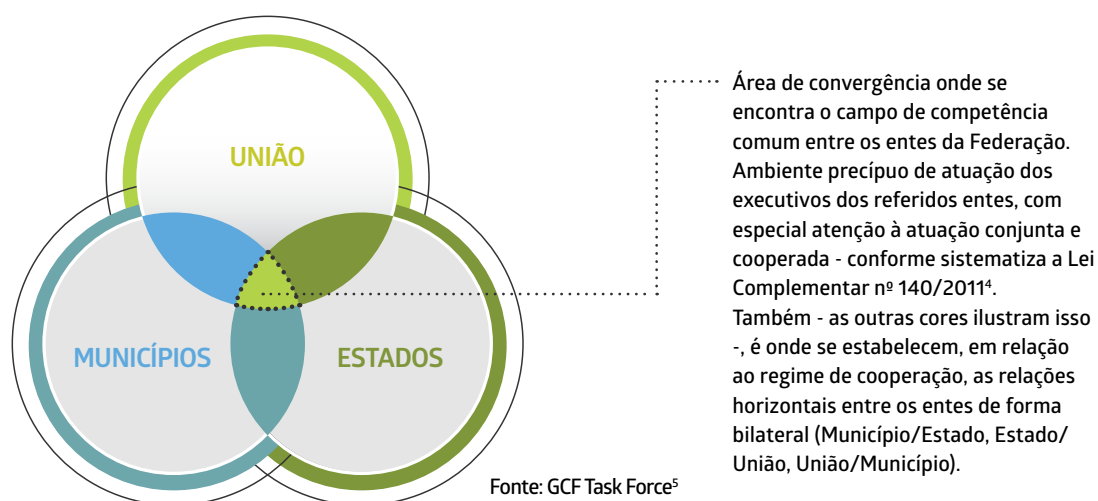 UNIÃO
MUNICÍPIOS
ESTADOS
Área de convergência onde se
encontra o campo de competência
comum entre os entes da Federação.
Ambiente precípuo de atuação dos
executivos dos referidos entes, com
especial atenção à atuação conjunta e
cooperada - conforme sistematiza a Lei
Complementar nº 140/2011⁴.
Também - as outras cores ilustram isso
-, é onde se estabelecem, em relação
ao regime de cooperação, as relações
horizontais entre os entes de forma
bilateral (Município/Estado, Estado/
União, União/Município).
Fonte: GCF Task Force⁵